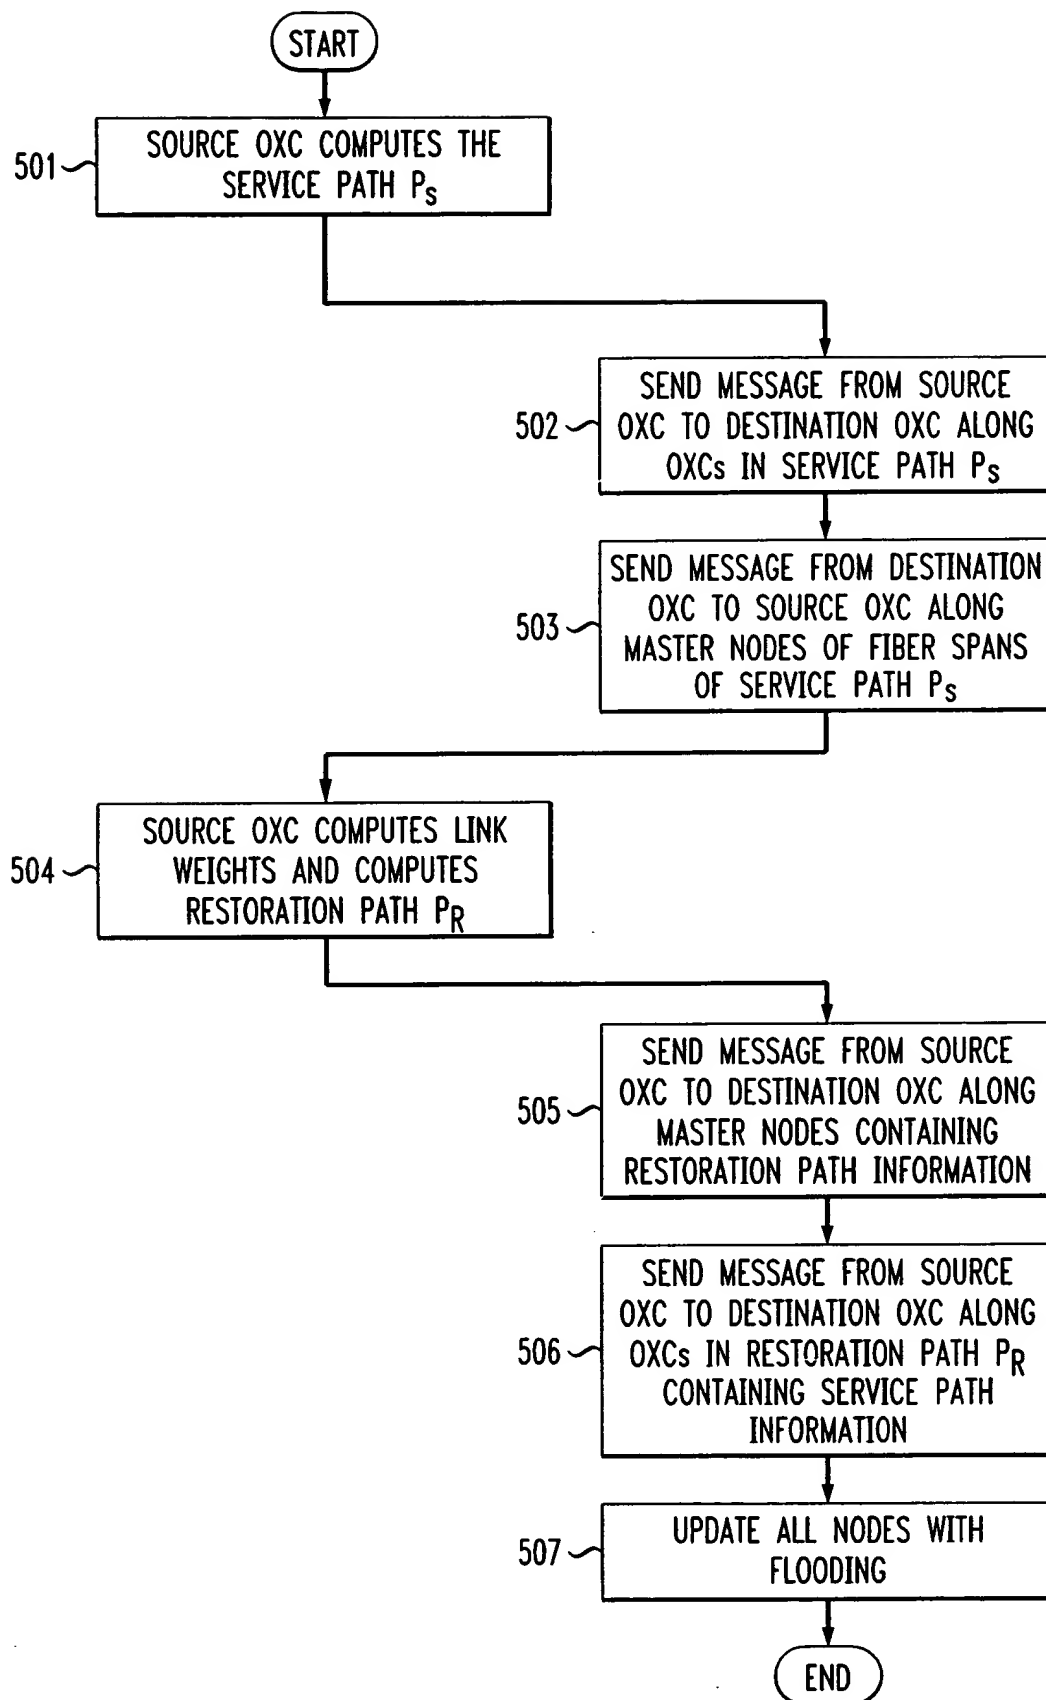 START
501
SOURCE OXC COMPUTES THE
SERVICE PATH PS
502
SEND MESSAGE FROM SOURCE
OXC TO DESTINATION OXC ALONG
OXCs IN SERVICE PATH PS
503
SEND MESSAGE FROM DESTINATION
OXC TO SOURCE OXC ALONG
MASTER NODES OF FIBER SPANS
OF SERVICE PATH PS
504
SOURCE OXC COMPUTES LINK
WEIGHTS AND COMPUTES
RESTORATION PATH PR
505
SEND MESSAGE FROM SOURCE
OXC TO DESTINATION OXC ALONG
MASTER NODES CONTAINING
RESTORATION PATH INFORMATION
506
SEND MESSAGE FROM SOURCE
OXC TO DESTINATION OXC ALONG
OXCs IN RESTORATION PATH PR
CONTAINING SERVICE PATH
INFORMATION
507
UPDATE ALL NODES WITH
FLOODING
END